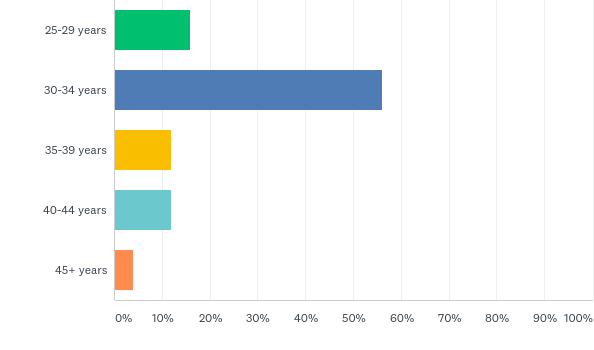 25-29 years
30-34 years
35-39 years
40-44 years
45+ years
0% 10% 20% 30% 40% 50% 60% 70% 80% 90% 100%